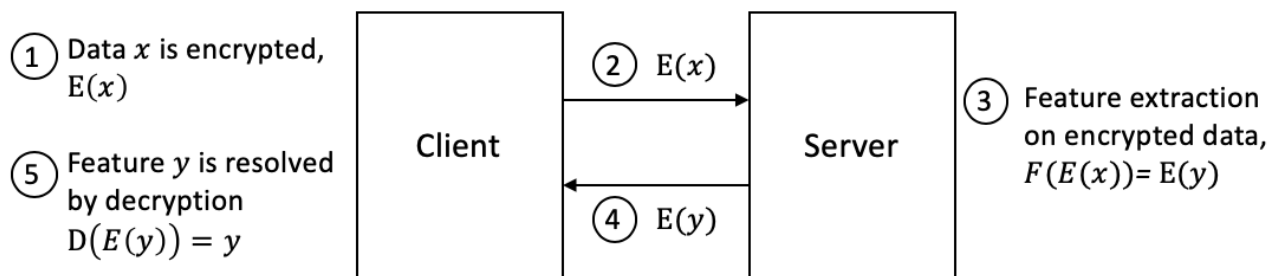 1 Data x is encrypted,
E(x)
5 Feature y is resolved
by decryption
D(E(y)) = y
Client
2 E(x)
4 E(y)
Server
3 Feature extraction
on encrypted data,
F(E(x))= E(y)